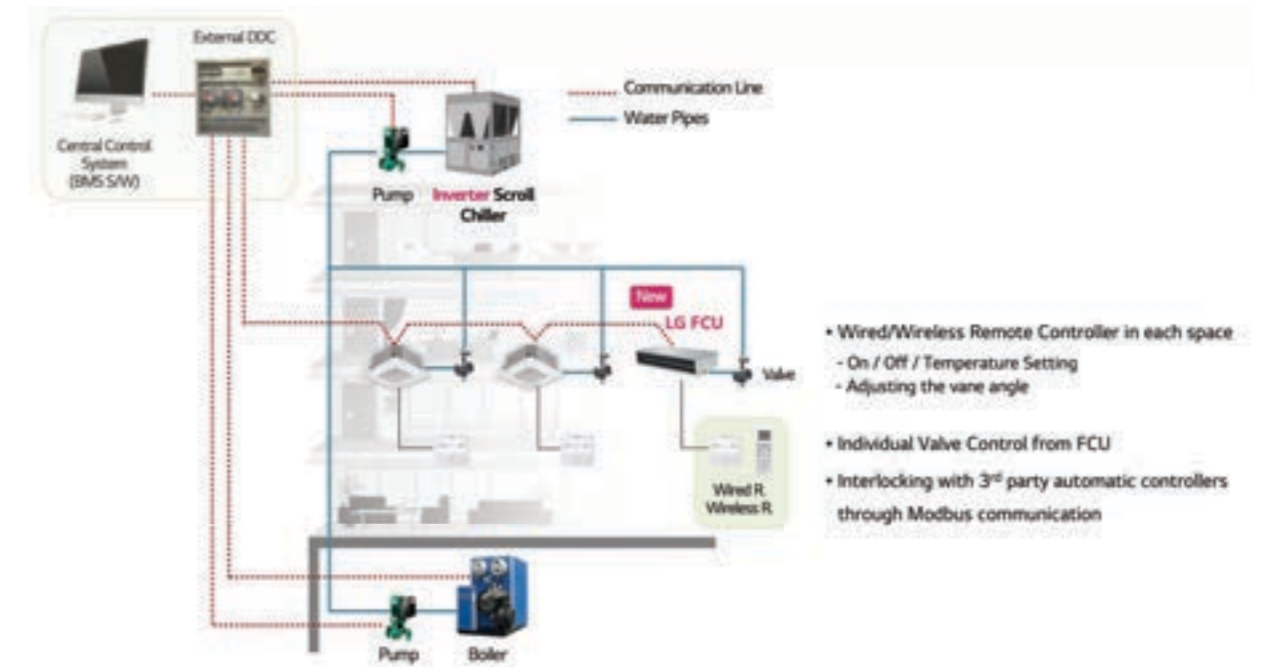 External DDC
Central Control
System
(BMS S/W)
Communication Line
Water Pipes
Pump
Inverter Scroll
Chiller
New
LG FCU
Valve
Wired R.
Wireless R.
• Wired/Wireless Remote Controller in each space
- On / Off / Temperature Setting
- Adjusting the vane angle
• Individual Valve Control from FCU
• Interlocking with 3rd party automatic controllers
through Modbus communication
Pump
Boiler